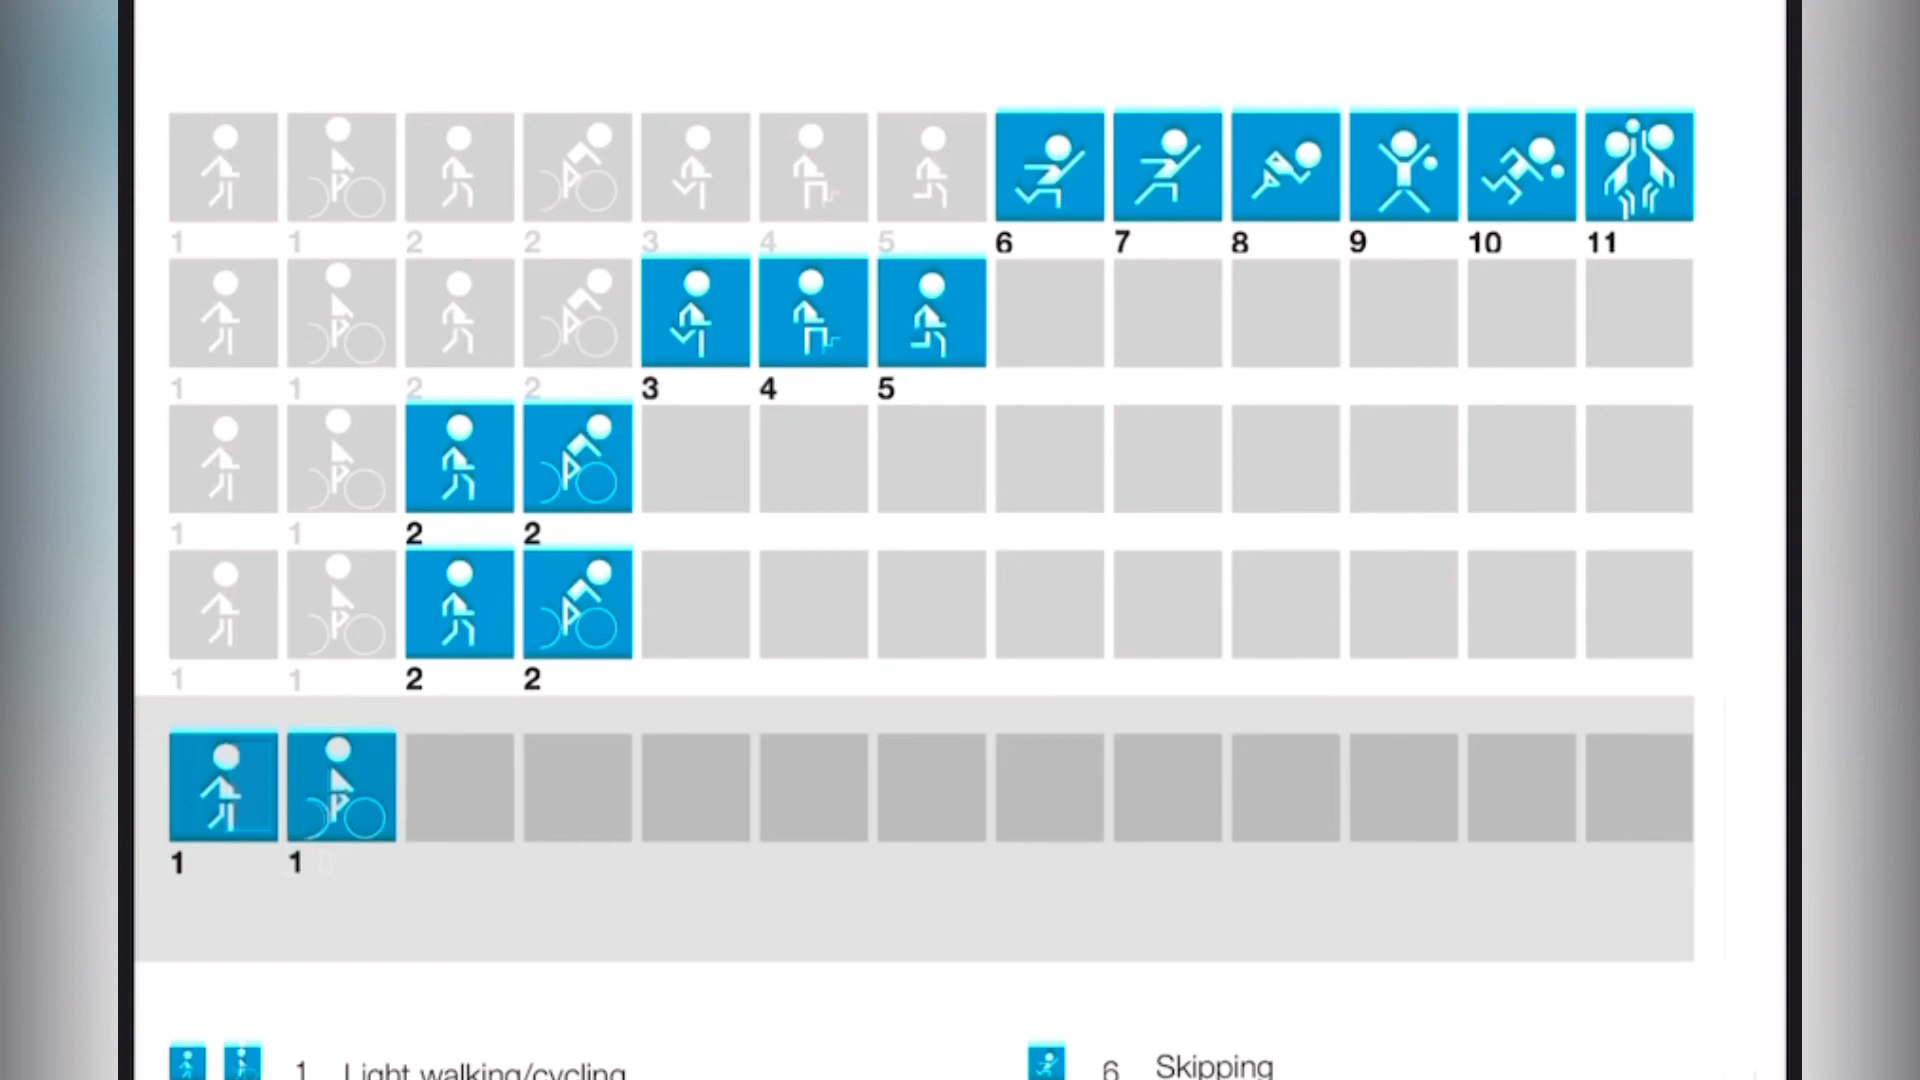 1 1 2 2 3 4 5 6 7 8 9 10 11
1 1 2 2 3 4 5
1 1 2 2
1 1 2 2
1 1
1 Light walking/cycling
6 Skipping